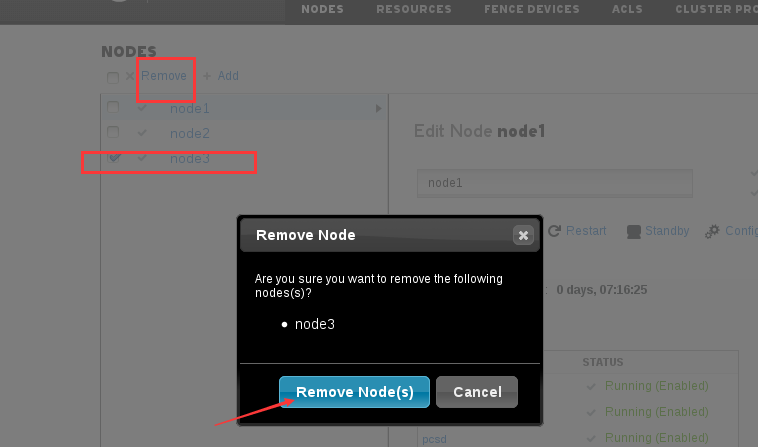 NODES RESOURCES FENCE DEVICES ACLS CLUSTER PRO
NODES
Remove + Add
node1
node2
node3
Edit Node node1
node1
Restart Standby Config
: 0 days, 07:16:25
Remove Node
Are you sure you want to remove the following
nodes(s)?
• node3
Remove Node(s) Cancel
STATUS
Running (Enabled)
Running (Enabled)
pcsd Running (Enabled)